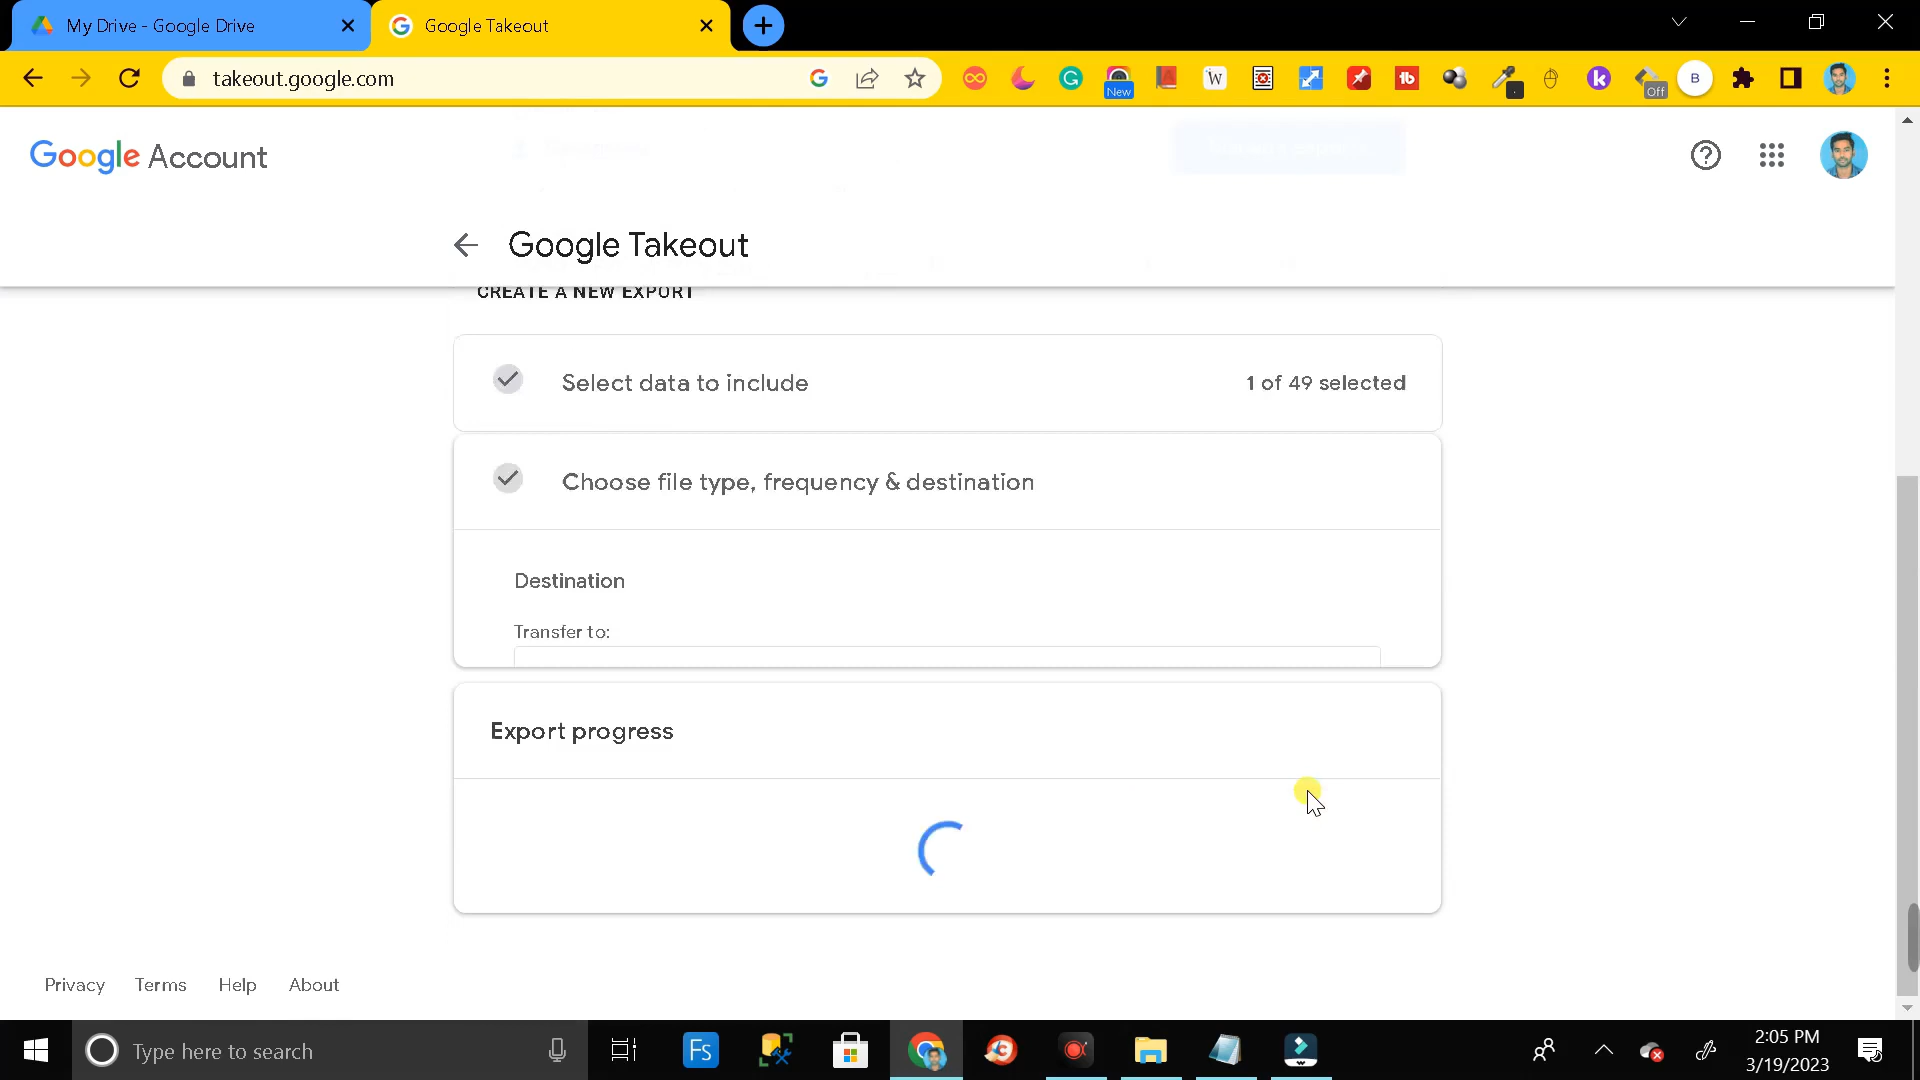 My Drive - Google Drive
Google Takeout
takeout.google.com
New
Off
B
Google Account
Google Takeout
CREATE A NEW EXPORT
Select data to include
1 of 49 selected
Choose file type, frequency & destination
Destination
Transfer to:
Export progress
Privacy
Terms
Help
About
Type here to search
Fs
2:05 PM
3/19/2023